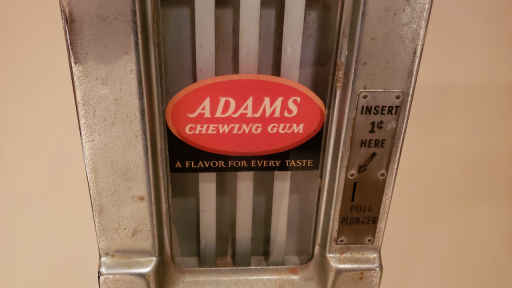 ADAMS
CHEWING GUM
A FLAVOR FOR EVERY TASTE
INSERT
1¢
HERE
PULL
PLUNGER